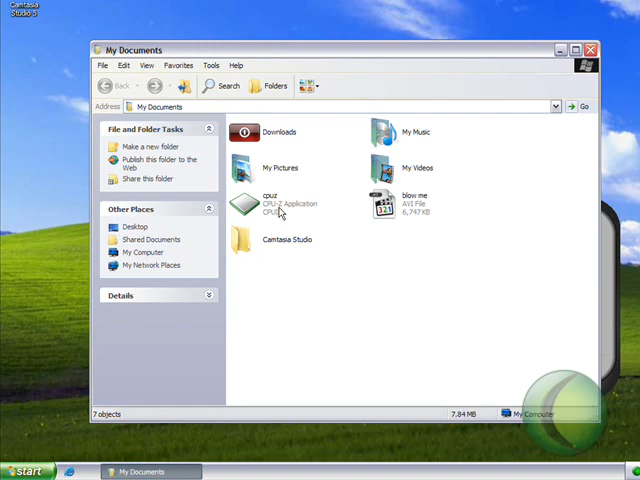 Camtasia
Studio 5
My Documents
File Edit View Favorites Tools Help
Back Search Folders
Address My Documents Go
File and Folder Tasks
Make a new folder
Publish this folder to the
Web
Share this folder
Other Places
Desktop
Shared Documents
My Computer
My Network Places
Details
Downloads
My Music
My Pictures
My Videos
cpuz
CPU-Z Application
CPUID
321
blow me
AVI File
6,747 KB
Camtasia Studio
7 objects
7.84 MB
My Computer
start
My Documents